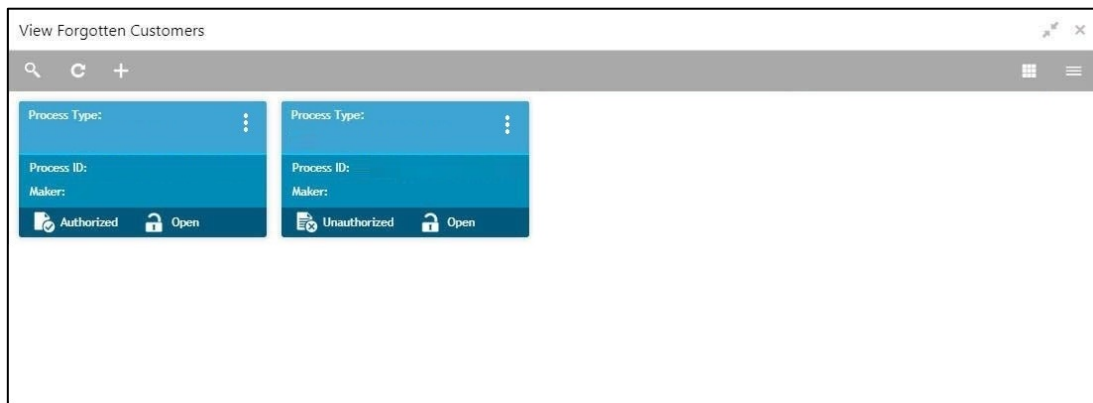 View Forgotten Customers
Process Type:
Process ID:
Maker:
Authorized Open
Process Type:
Process ID:
Maker:
Unauthorized Open